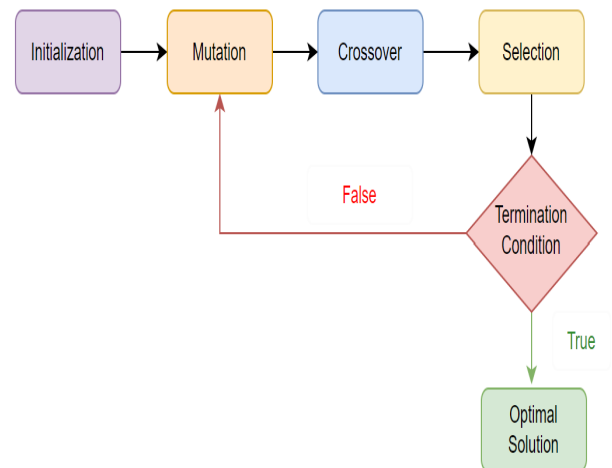 Initialization
Mutation
Crossover
Selection
False
Termination
Condition
True
Optimal
Solution